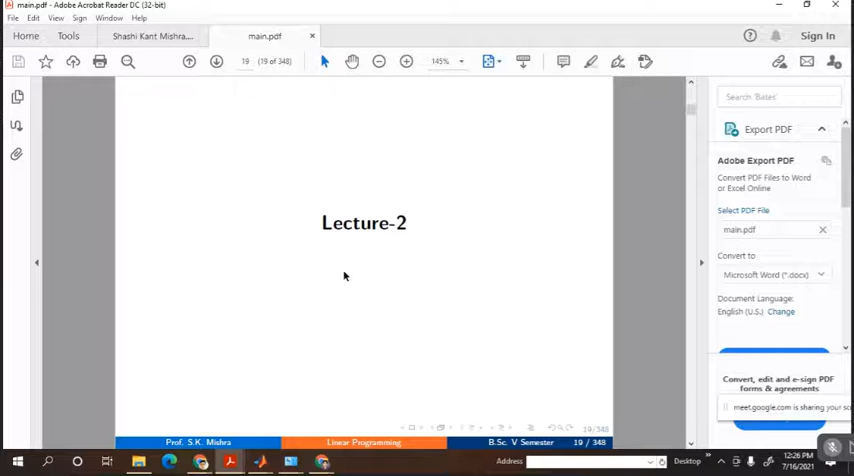 main.pdf - Adobe Acrobat Reader DC (32-bit)
File Edit View Sign Window Help
Home Tools Shashi Kant Mishra.... main.pdf Sign In
19 (19 of 348) 145%
Search 'Bates'
Export PDF
Adobe Export PDF
Convert PDF Files to Word
or Excel Online
Select PDF File
main.pdf
Convert to
Microsoft Word (*.docx)
Document Language:
English (U.S.) Change
Lecture-2
Convert, edit and e-sign PDF
forms & agreements
meet.google.com is sharing your sc
19/348
Prof. S.K. Mishra Linear Programming B.Sc. V Semester 19 / 348
Address Desktop
12:26 PM
7/16/2021